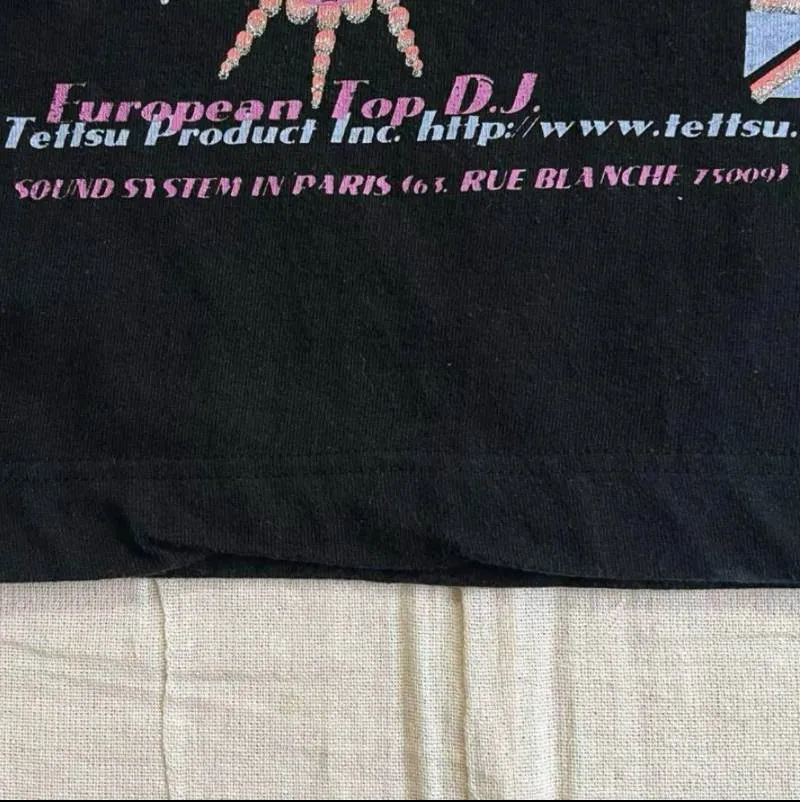 European Top D.J.
Tettsu Product Inc. http://www.tettsu.
SOUND SYSTEM IN PARIS (63, RUE BLANCHE 75009)